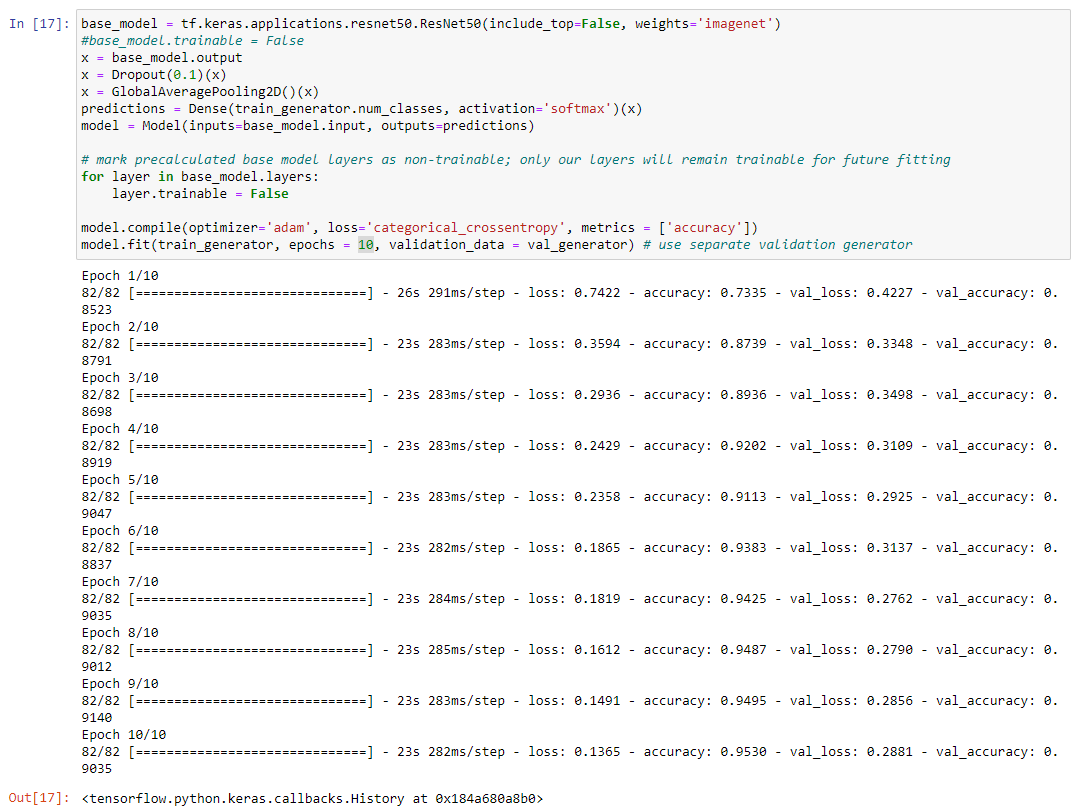 In [17]: base_model = tf.keras.applications.resnet50.ResNet50(include_top=False, weights='imagenet')
#base_model.trainable = False
x = base_model.output
x = Dropout(0.1)(x)
x = GlobalAveragePooling2D()(x)
predictions = Dense(train_generator.num_classes, activation='softmax')(x)
model = Model(inputs=base_model.input, outputs=predictions)

# mark precalculated base model layers as non-trainable; only our layers will remain trainable for future fitting
for layer in base_model.layers:
    layer.trainable = False

model.compile(optimizer='adam', loss='categorical_crossentropy', metrics = ['accuracy'])
model.fit(train_generator, epochs = 10, validation_data = val_generator) # use separate validation generator
Epoch 1/10
82/82 [==============================] - 26s 291ms/step - loss: 0.7422 - accuracy: 0.7335 - val_loss: 0.4227 - val_accuracy: 0.
8523
Epoch 2/10
82/82 [==============================] - 23s 283ms/step - loss: 0.3594 - accuracy: 0.8739 - val_loss: 0.3348 - val_accuracy: 0.
8791
Epoch 3/10
82/82 [==============================] - 23s 283ms/step - loss: 0.2936 - accuracy: 0.8936 - val_loss: 0.3498 - val_accuracy: 0.
8698
Epoch 4/10
82/82 [==============================] - 23s 283ms/step - loss: 0.2429 - accuracy: 0.9202 - val_loss: 0.3109 - val_accuracy: 0.
8919
Epoch 5/10
82/82 [==============================] - 23s 283ms/step - loss: 0.2358 - accuracy: 0.9113 - val_loss: 0.2925 - val_accuracy: 0.
9047
Epoch 6/10
82/82 [==============================] - 23s 282ms/step - loss: 0.1865 - accuracy: 0.9383 - val_loss: 0.3137 - val_accuracy: 0.
8837
Epoch 7/10
82/82 [==============================] - 23s 284ms/step - loss: 0.1819 - accuracy: 0.9425 - val_loss: 0.2762 - val_accuracy: 0.
9035
Epoch 8/10
82/82 [==============================] - 23s 285ms/step - loss: 0.1612 - accuracy: 0.9487 - val_loss: 0.2790 - val_accuracy: 0.
9012
Epoch 9/10
82/82 [==============================] - 23s 283ms/step - loss: 0.1491 - accuracy: 0.9495 - val_loss: 0.2856 - val_accuracy: 0.
9140
Epoch 10/10
82/82 [==============================] - 23s 282ms/step - loss: 0.1365 - accuracy: 0.9530 - val_loss: 0.2881 - val_accuracy: 0.
9035
Out[17]: <tensorflow.python.keras.callbacks.History at 0x184a680a8b0>